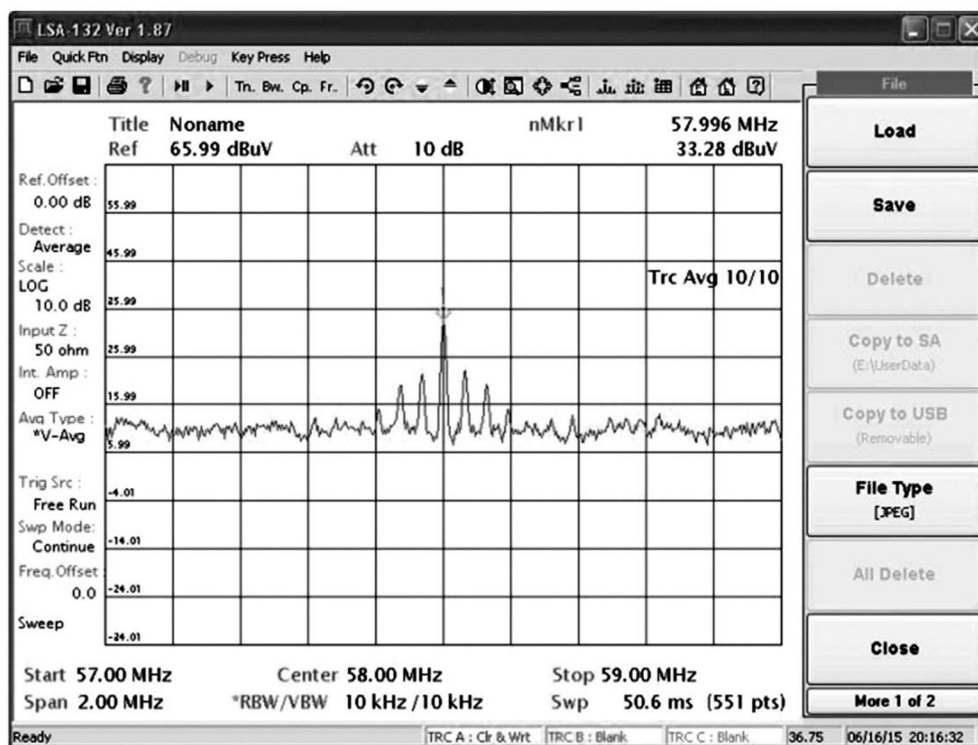 LSA-132 Ver 1.87
File Quick Ftn Display Debug Key Press Help
Tn.. Bw. Cp. Fr..
Title Noname nMkr1 57.996 MHz
Ref 65.99 dBuV Att 10 dB 33.28 dBuV
Ref.Offset :
0.00 dB
Detect :
Average
Scale :
LOG
10.0 dB
Input Z :
50 ohm
Int. Amp :
OFF
Avg Type :
*V-Avg
Trig Src :
Free Run
Swp Mode:
Continue
Freq.Offset
0.0
Sweep
55.99
45.99
25.99
25.99
15.99
5.99
-4.01
-14.01
-24.01
-24.01
Trc Avg 10/10
Start 57.00 MHz Center 58.00 MHz Stop 59.00 MHz
Span 2.00 MHz *RBW/VBW 10 kHz /10 kHz Swp 50.6 ms (551 pts)
File
Load
Save
Delete
Copy to SA
(E:\UserData)
Copy to USB
(Removable)
File Type
[JPEG]
All Delete
Close
More 1 of 2
Ready TRC A : Clr & Wrt TRC B : Blank TRC C : Blank 36.75 06/16/15 20:16:32